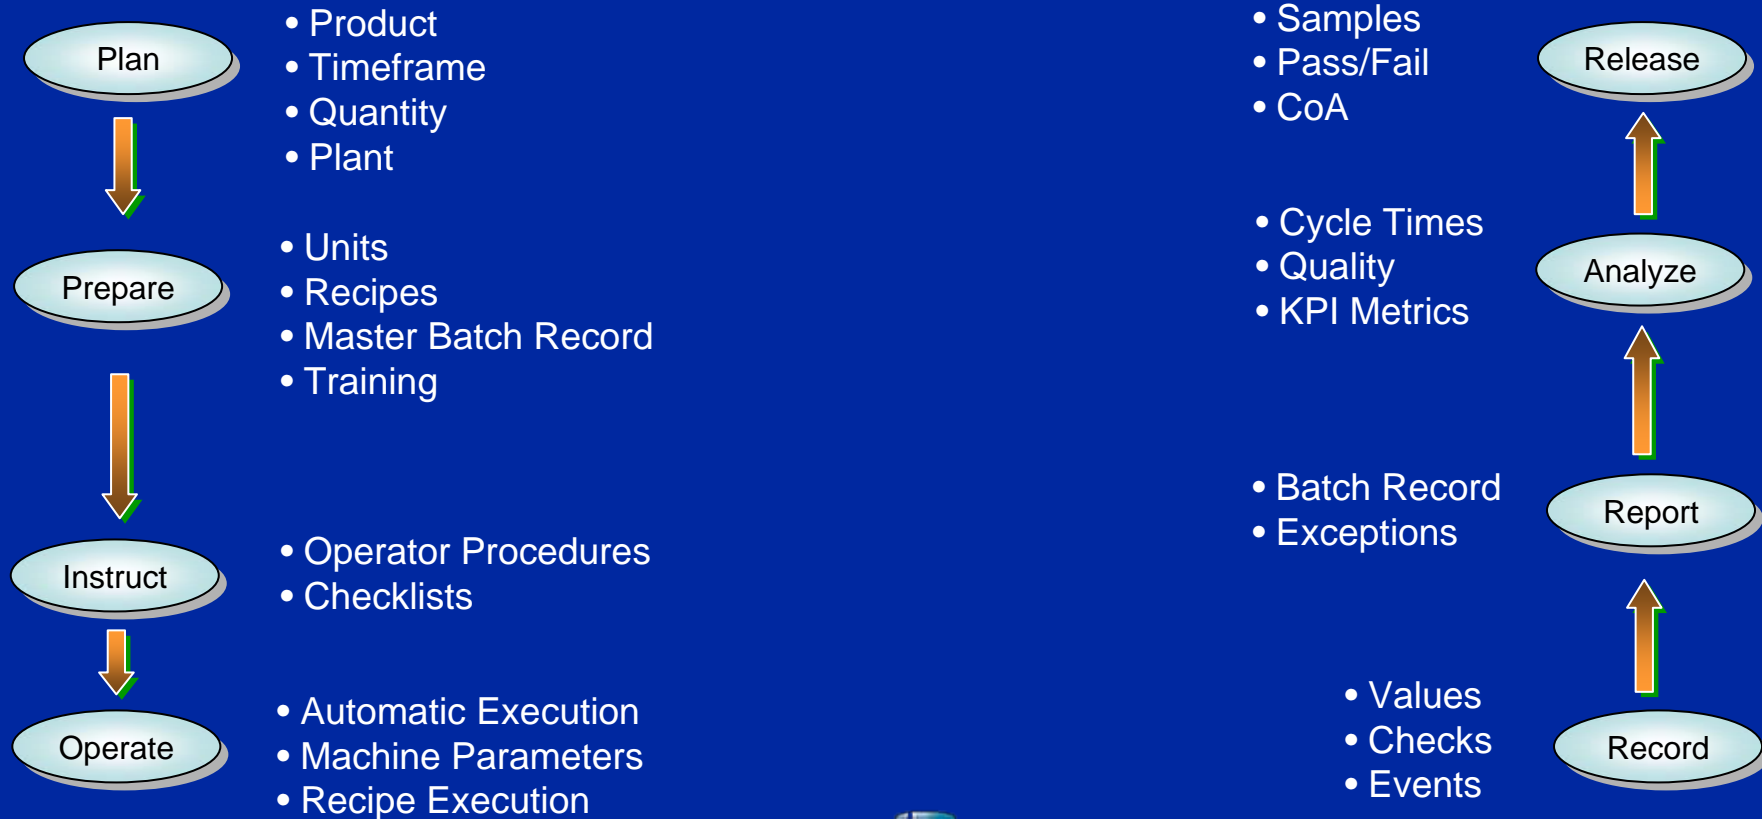 Plan
• Product
• Timeframe
• Quantity
• Plant
Prepare
• Units
• Recipes
• Master Batch Record
• Training
Instruct
• Operator Procedures
• Checklists
Operate
• Automatic Execution
• Machine Parameters
• Recipe Execution
• Samples
• Pass/Fail
• CoA
Release
• Cycle Times
• Quality
• KPI Metrics
Analyze
• Batch Record
• Exceptions
Report
• Values
• Checks
• Events
Record